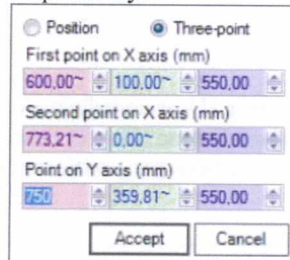 Position Three-point
First point on X axis (mm)
600,00~ 100,00~ 550,00
Second point on X axis (mm)
773,21~ 0,00~ 550,00
Point on Y axis (mm)
750 359,81~ 550,00
Accept Cancel